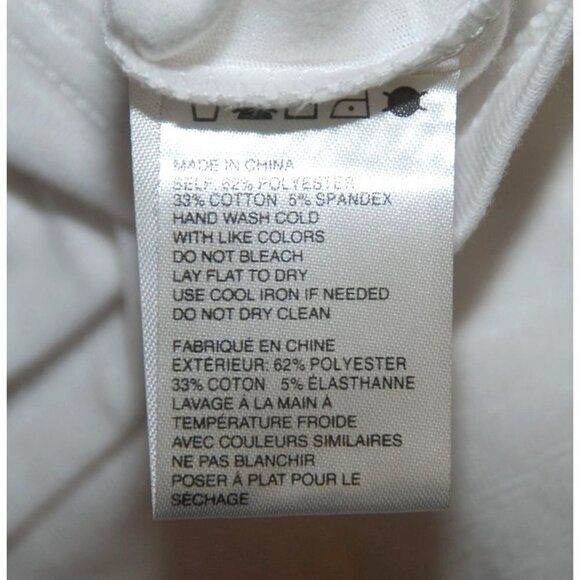 MADE IN CHINA
SELF: 62% POLYESTER
33% COTTON 5% SPANDEX
HAND WASH COLD
WITH LIKE COLORS
DO NOT BLEACH
LAY FLAT TO DRY
USE COOL IRON IF NEEDED
DO NOT DRY CLEAN
FABRIQUÉ EN CHINE
EXTÉRIEUR: 62% POLYESTER
33% COTON 5% ÉLASTHANNE
LAVAGE À LA MAIN À
TEMPÉRATURE FROIDE
AVEC COULEURS SIMILAIRES
NE PAS BLANCHIR
POSER À PLAT POUR LE
SÉCHAGE